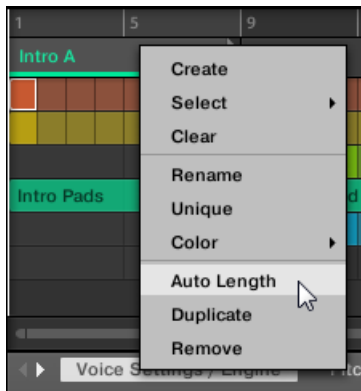 1 5 9
Intro A
Create
Select
Clear
Rename
Intro Pads
Unique
d
Color
Auto Length
Duplicate
Remove
Voice Settings / Engine
Pitc